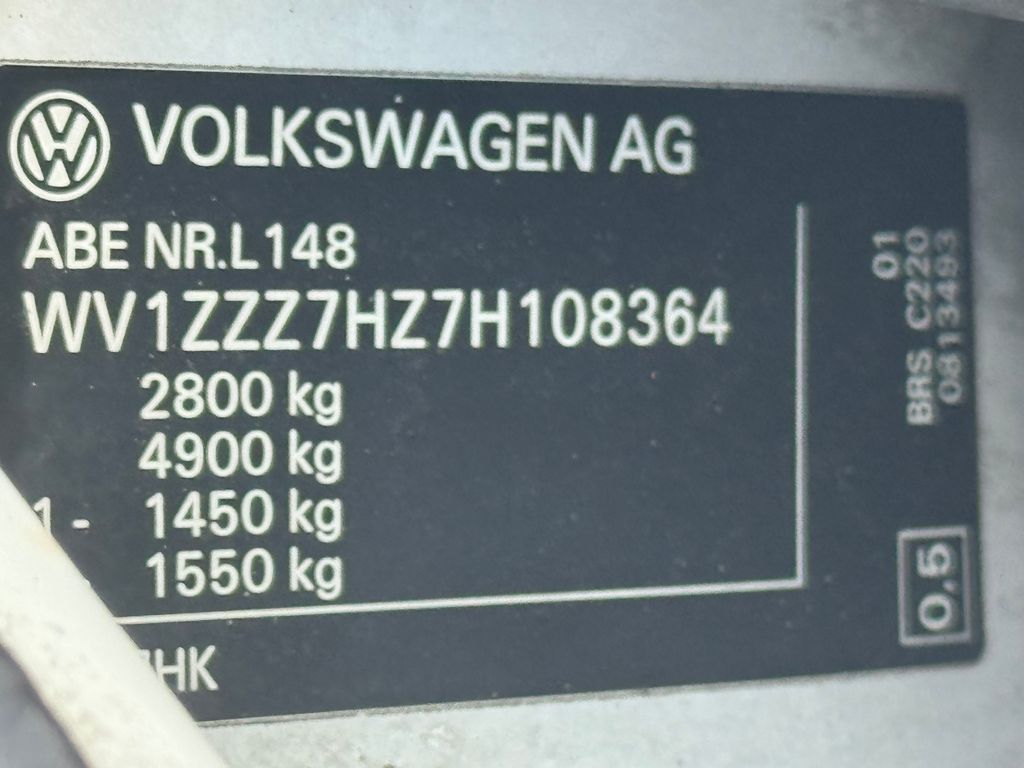 VOLKSWAGEN AG
ABE NR.L148
WV1ZZZ7HZ7H108364
2800 kg
4900 kg
1 - 1450 kg
1550 kg
HK
01
BRS C220
0813493
0,5